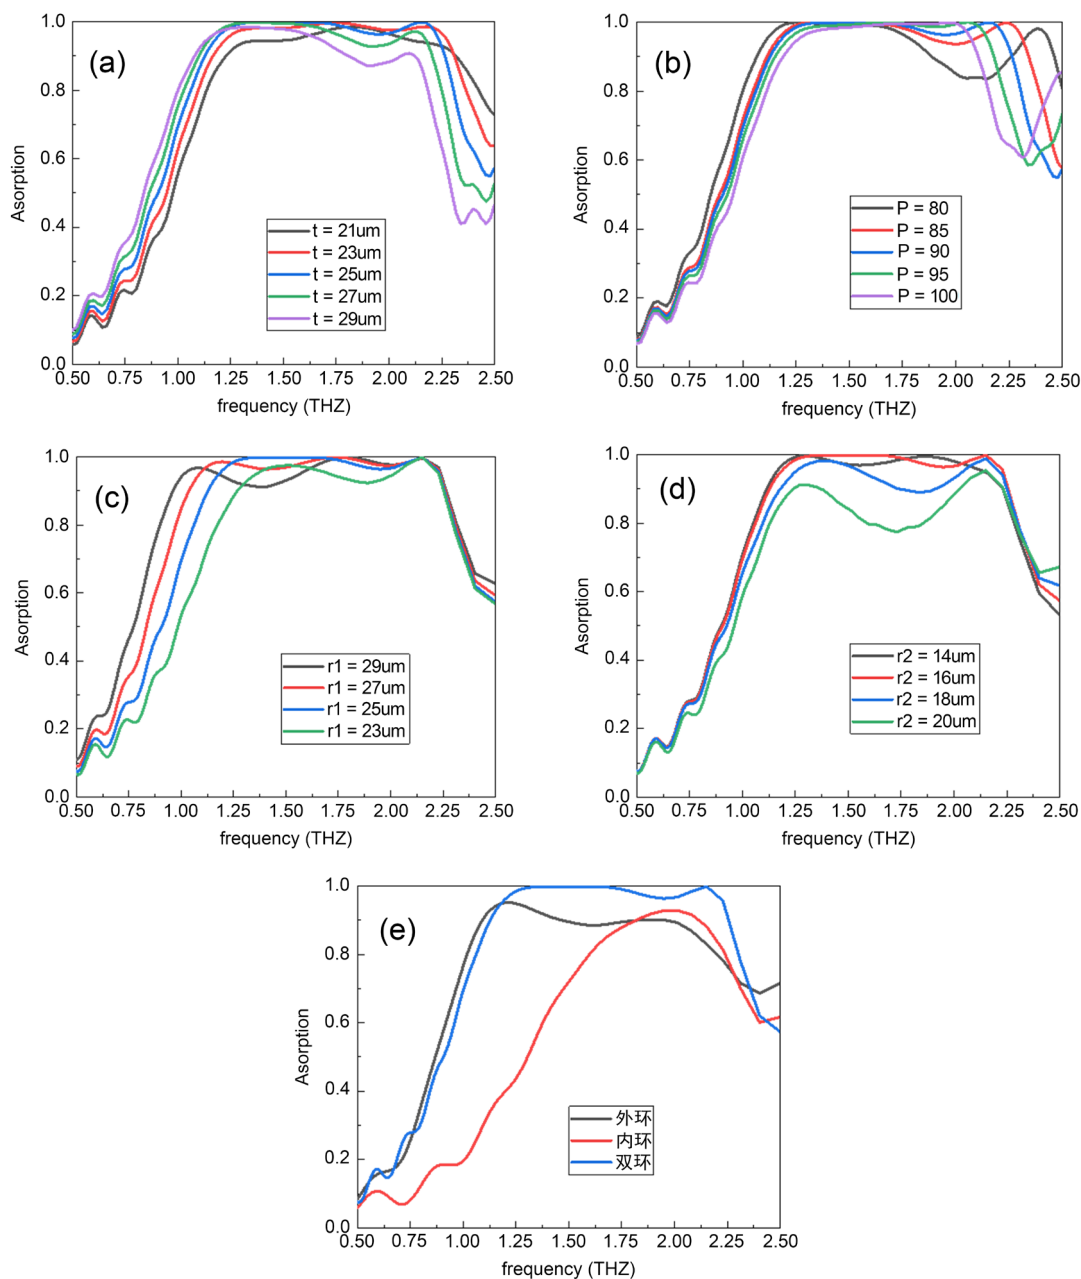 (a)
Asorption
1.0
0.8
0.6
0.4
0.2
0.0
t = 21um
t = 23um
t = 25um
t = 27um
t = 29um
0.50 0.75 1.00 1.25 1.50 1.75 2.00 2.25 2.50
frequency (THZ)
(b)
Asorption
1.0
0.8
0.6
0.4
0.2
0.0
P = 80
P = 85
P = 90
P = 95
P = 100
0.50 0.75 1.00 1.25 1.50 1.75 2.00 2.25 2.50
frequency (THZ)
(c)
Asorption
1.0
0.8
0.6
0.4
0.2
0.0
r1 = 29um
r1 = 27um
r1 = 25um
r1 = 23um
0.50 0.75 1.00 1.25 1.50 1.75 2.00 2.25 2.50
frequency (THZ)
(d)
Asorption
1.0
0.8
0.6
0.4
0.2
0.0
r2 = 14um
r2 = 16um
r2 = 18um
r2 = 20um
0.50 0.75 1.00 1.25 1.50 1.75 2.00 2.25 2.50
frequency (THZ)
(e)
Asorption
1.0
0.8
0.6
0.4
0.2
0.0
外环
内环
双环
0.50 0.75 1.00 1.25 1.50 1.75 2.00 2.25 2.50
frequency (THZ)